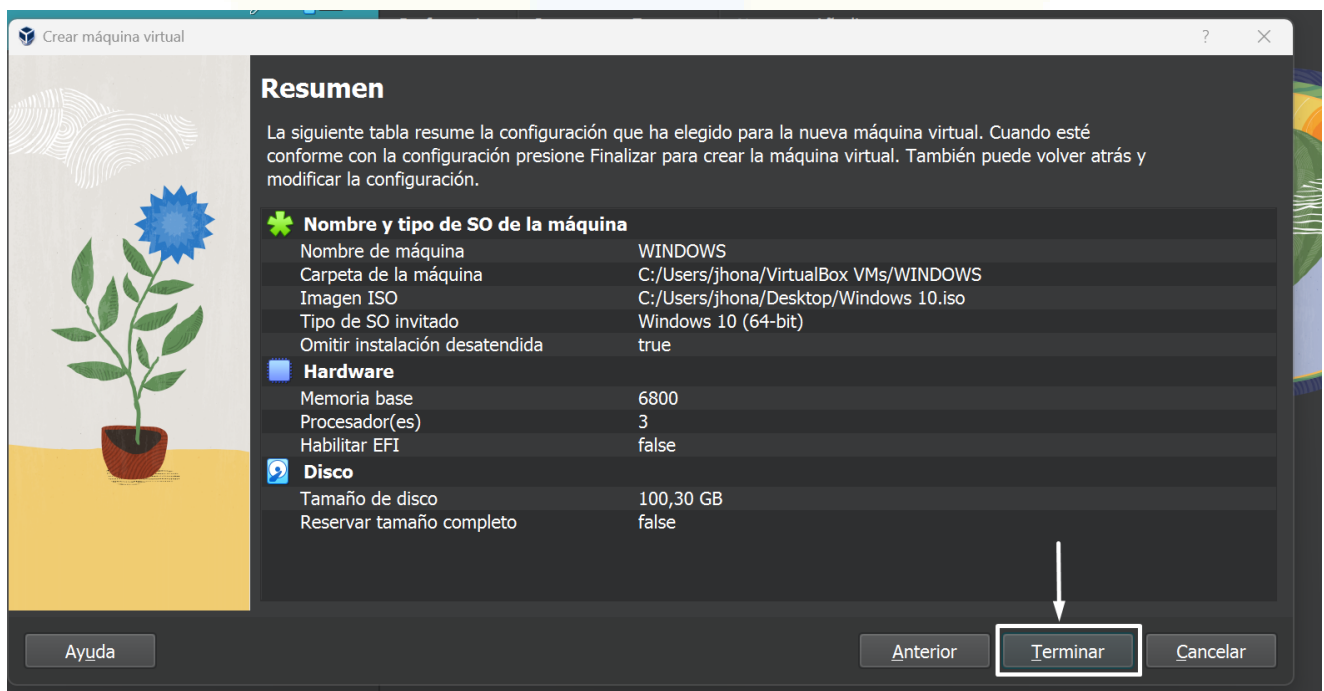 Crear máquina virtual
?
Resumen
La siguiente tabla resume la configuración que ha elegido para la nueva máquina virtual. Cuando esté
conforme con la configuración presione Finalizar para crear la máquina virtual. También puede volver atrás y
modificar la configuración.
Nombre y tipo de SO de la máquina
Nombre de máquina WINDOWS
Carpeta de la máquina C:/Users/jhona/VirtualBox VMs/WINDOWS
Imagen ISO C:/Users/jhona/Desktop/Windows 10.iso
Tipo de SO invitado Windows 10 (64-bit)
Omitir instalación desatendida true
Hardware
Memoria base 6800
Procesador(es) 3
Habilitar EFI false
Disco
Tamaño de disco 100,30 GB
Reservar tamaño completo false
Ayuda Anterior Terminar Cancelar